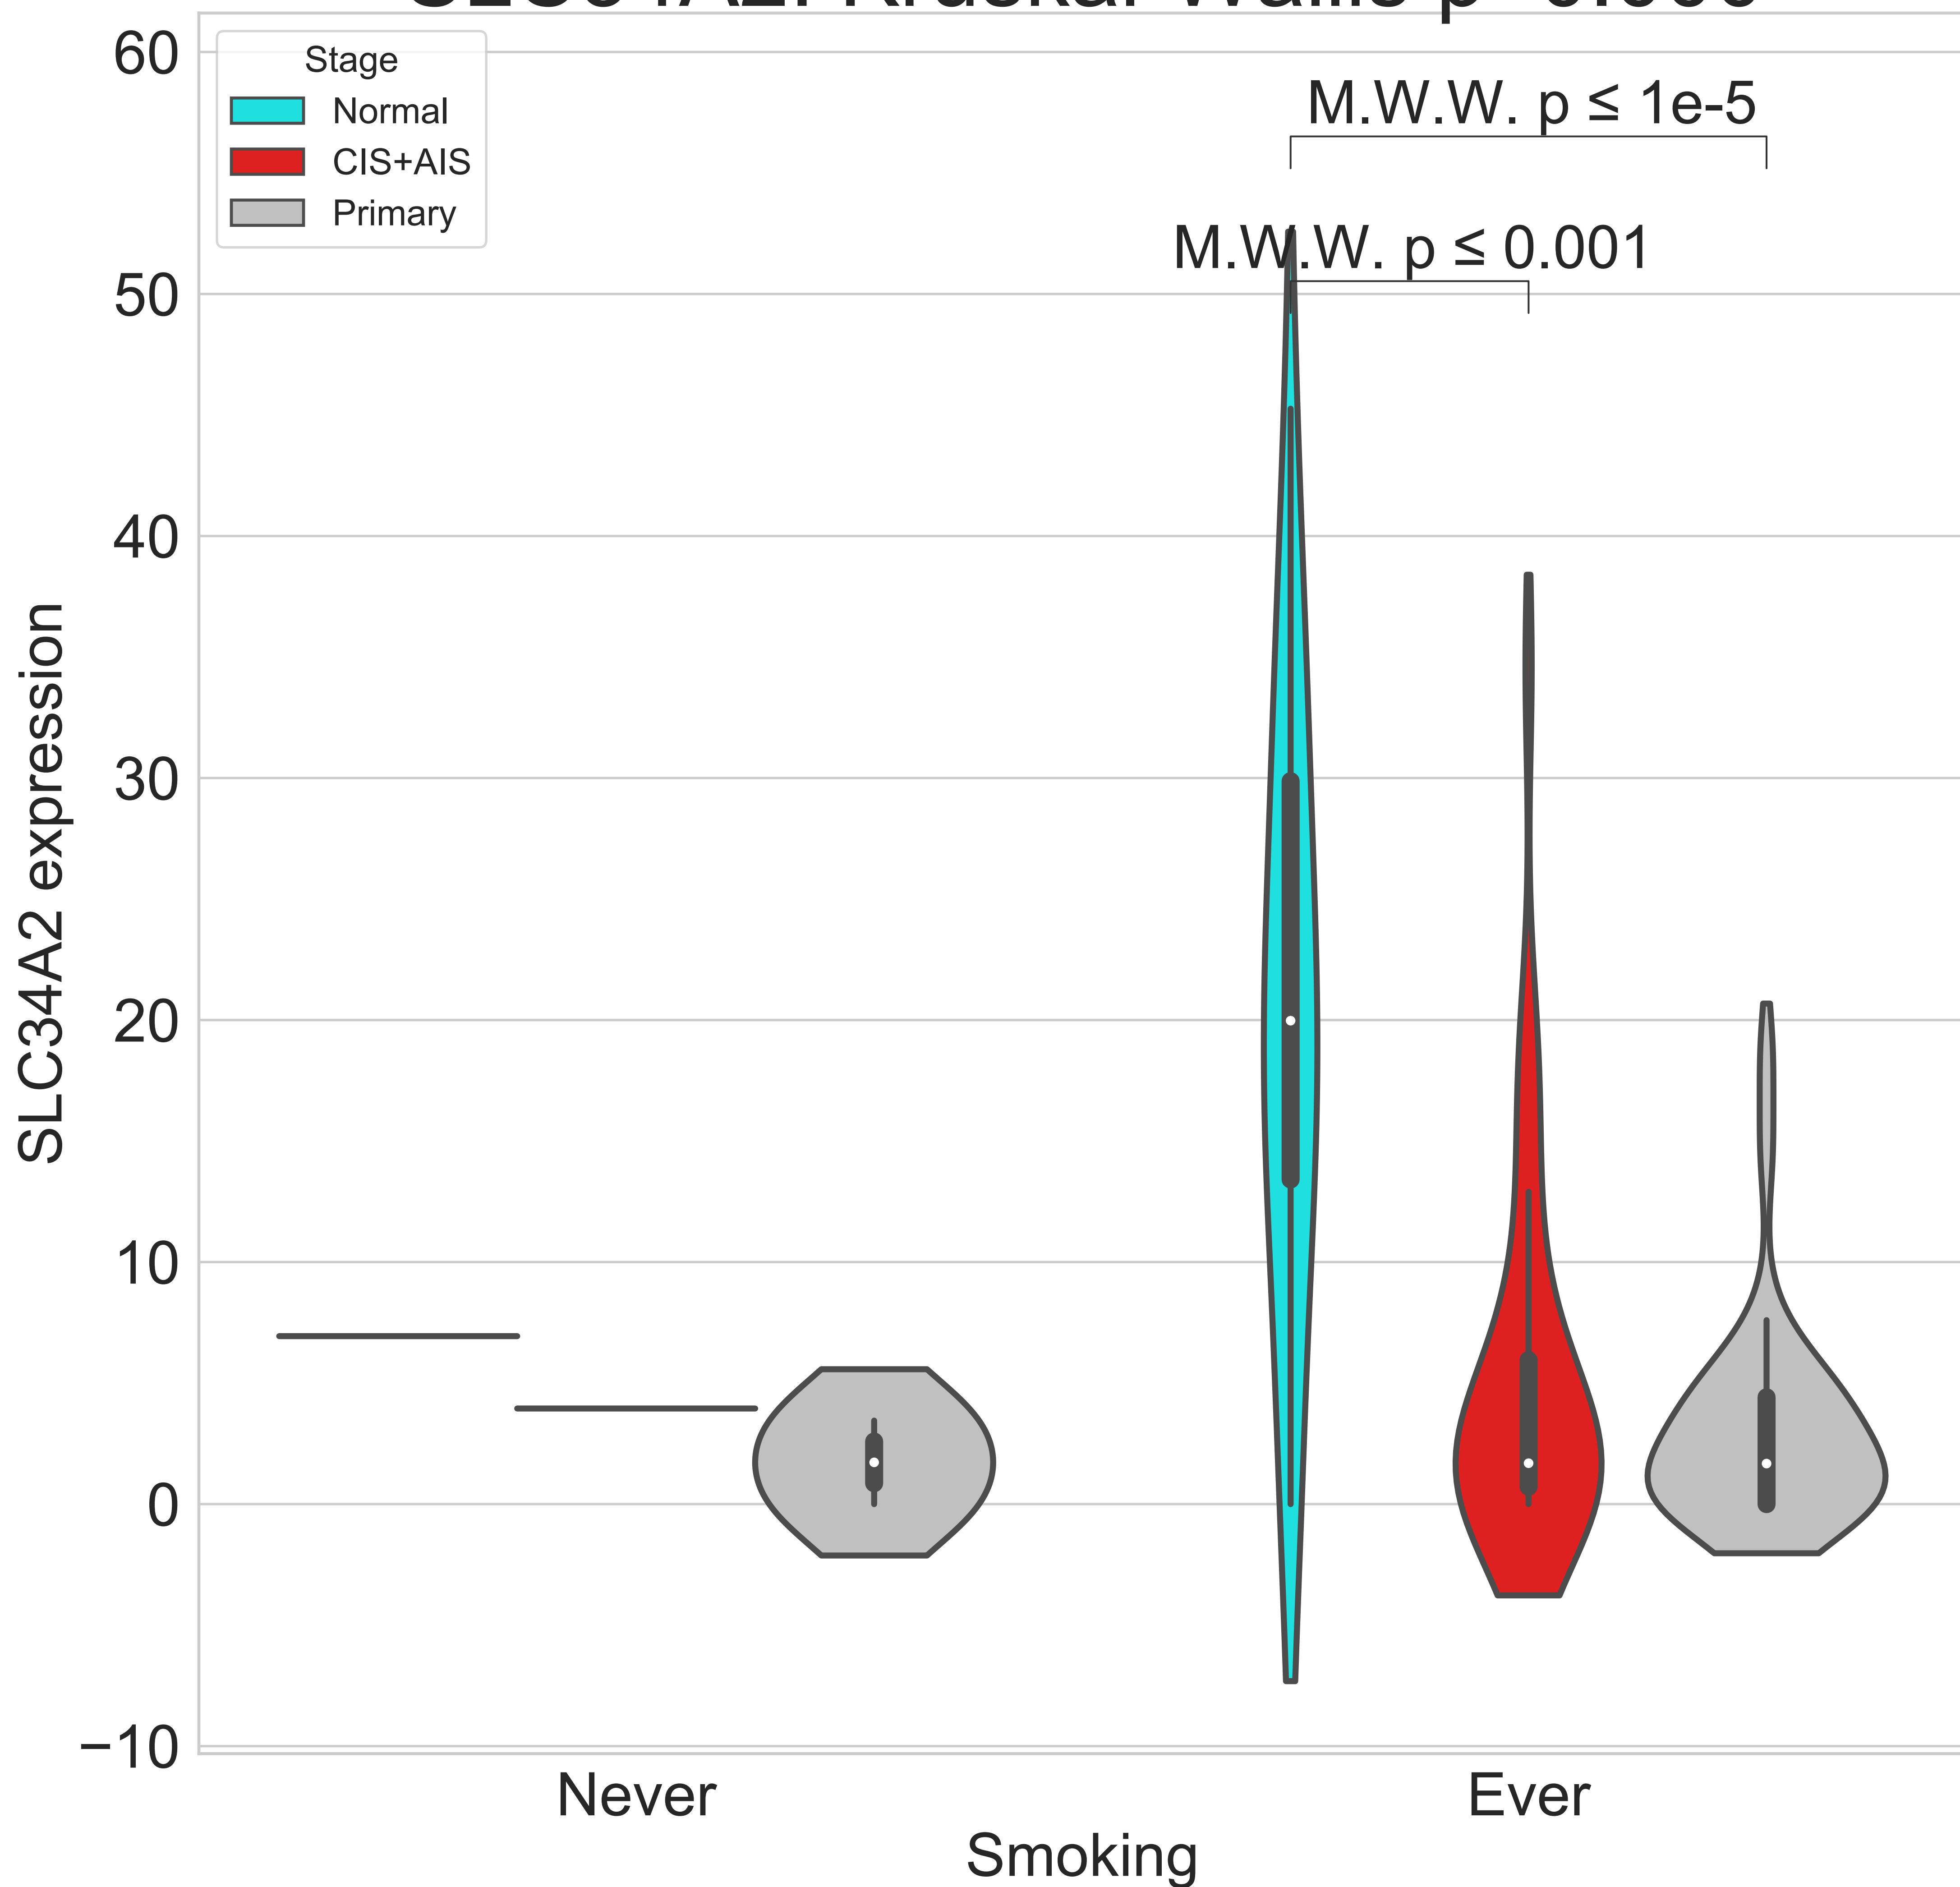 60
50
40
30
20
10
0
−10
SLC34A2 expression
Stage
Normal
CIS+AIS
Primary
M.W.W. p ≤ 1e-5
M.W.W. p ≤ 0.001
Never
Ever
Smoking